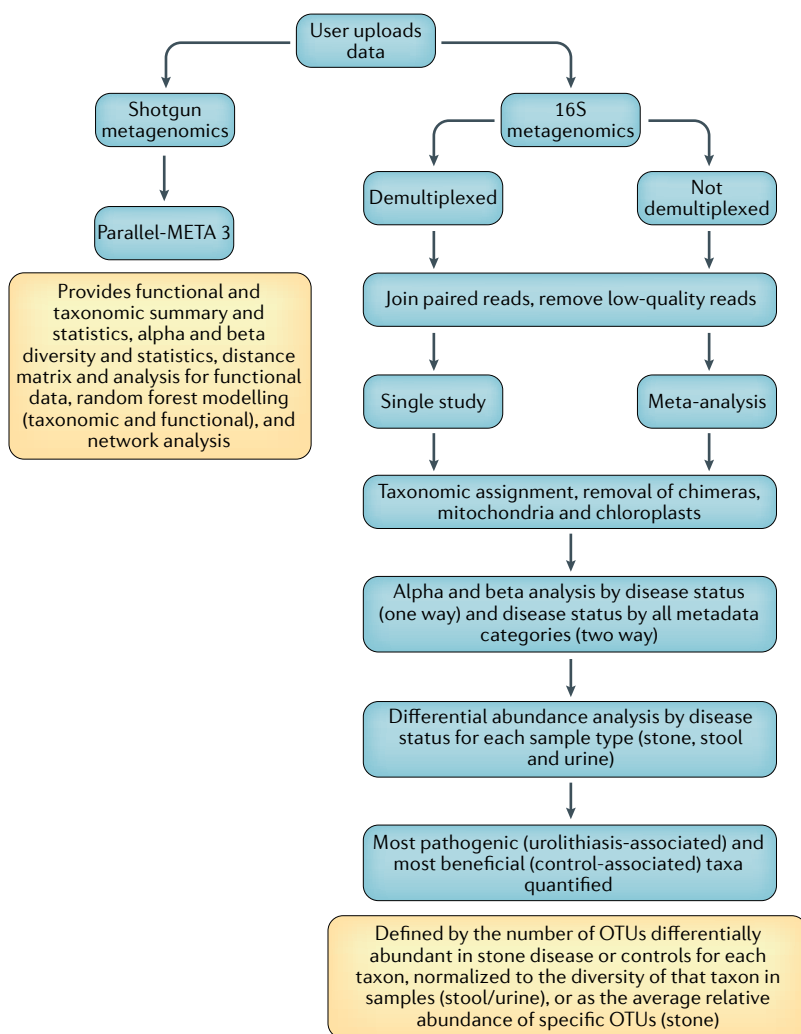 User uploads
data
Shotgun
metagenomics
16S
metagenomics
Demultiplexed
Not
demultiplexed
Parallel-META 3
Provides functional and
taxonomic summary and
statistics, alpha and beta
diversity and statistics, distance
matrix and analysis for functional
data, random forest modelling
(taxonomic and functional), and
network analysis
Join paired reads, remove low-quality reads
Single study
Meta-analysis
Taxonomic assignment, removal of chimeras,
mitochondria and chloroplasts
Alpha and beta analysis by disease status
(one way) and disease status by all metadata
categories (two way)
Differential abundance analysis by disease
status for each sample type (stone, stool
and urine)
Most pathogenic (urolithiasis-associated) and
most beneficial (control-associated) taxa
quantified
Defined by the number of OTUs differentially
abundant in stone disease or controls for each
taxon, normalized to the diversity of that taxon in
samples (stool/urine), or as the average relative
abundance of specific OTUs (stone)